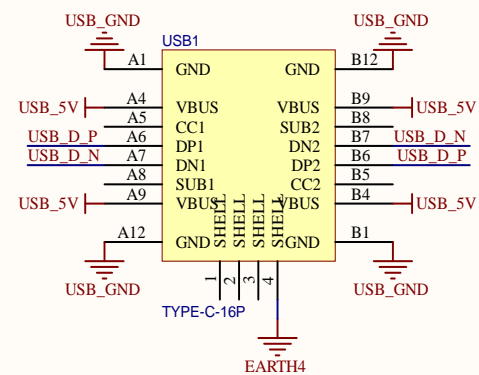 USB_GND USB_GND
USB1
A1 GND GND B12
USB_5V A4 VBUS VBUS B9 USB_5V
A5 CC1 SUB2 B8
USB_D_P A6 DP1 DN2 B7 USB_D_N
USB_D_N A7 DN1 DP2 B6 USB_D_P
A8 SUB1 CC2 B5
USB_5V A9 VBUS VBUS B4 USB_5V
SHELL SHELL SHELL SHELL
A12 GND GND B1
1 2 3 4
USB_GND USB_GND
TYPE-C-16P
EARTH4